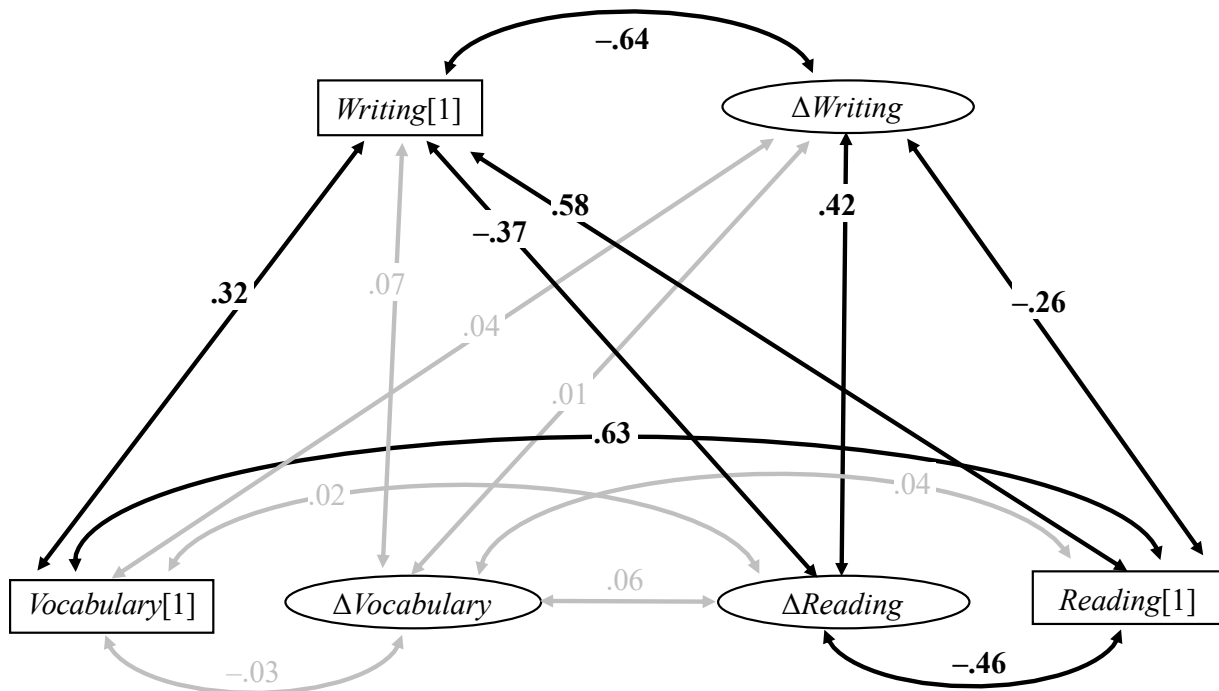 –.64
Writing[1]
ΔWriting
.58
.42
–.37
.07
.32
–.26
.04
.01
.63
.02
.04
.06
Vocabulary[1]
ΔVocabulary
ΔReading
Reading[1]
–.03
–.46